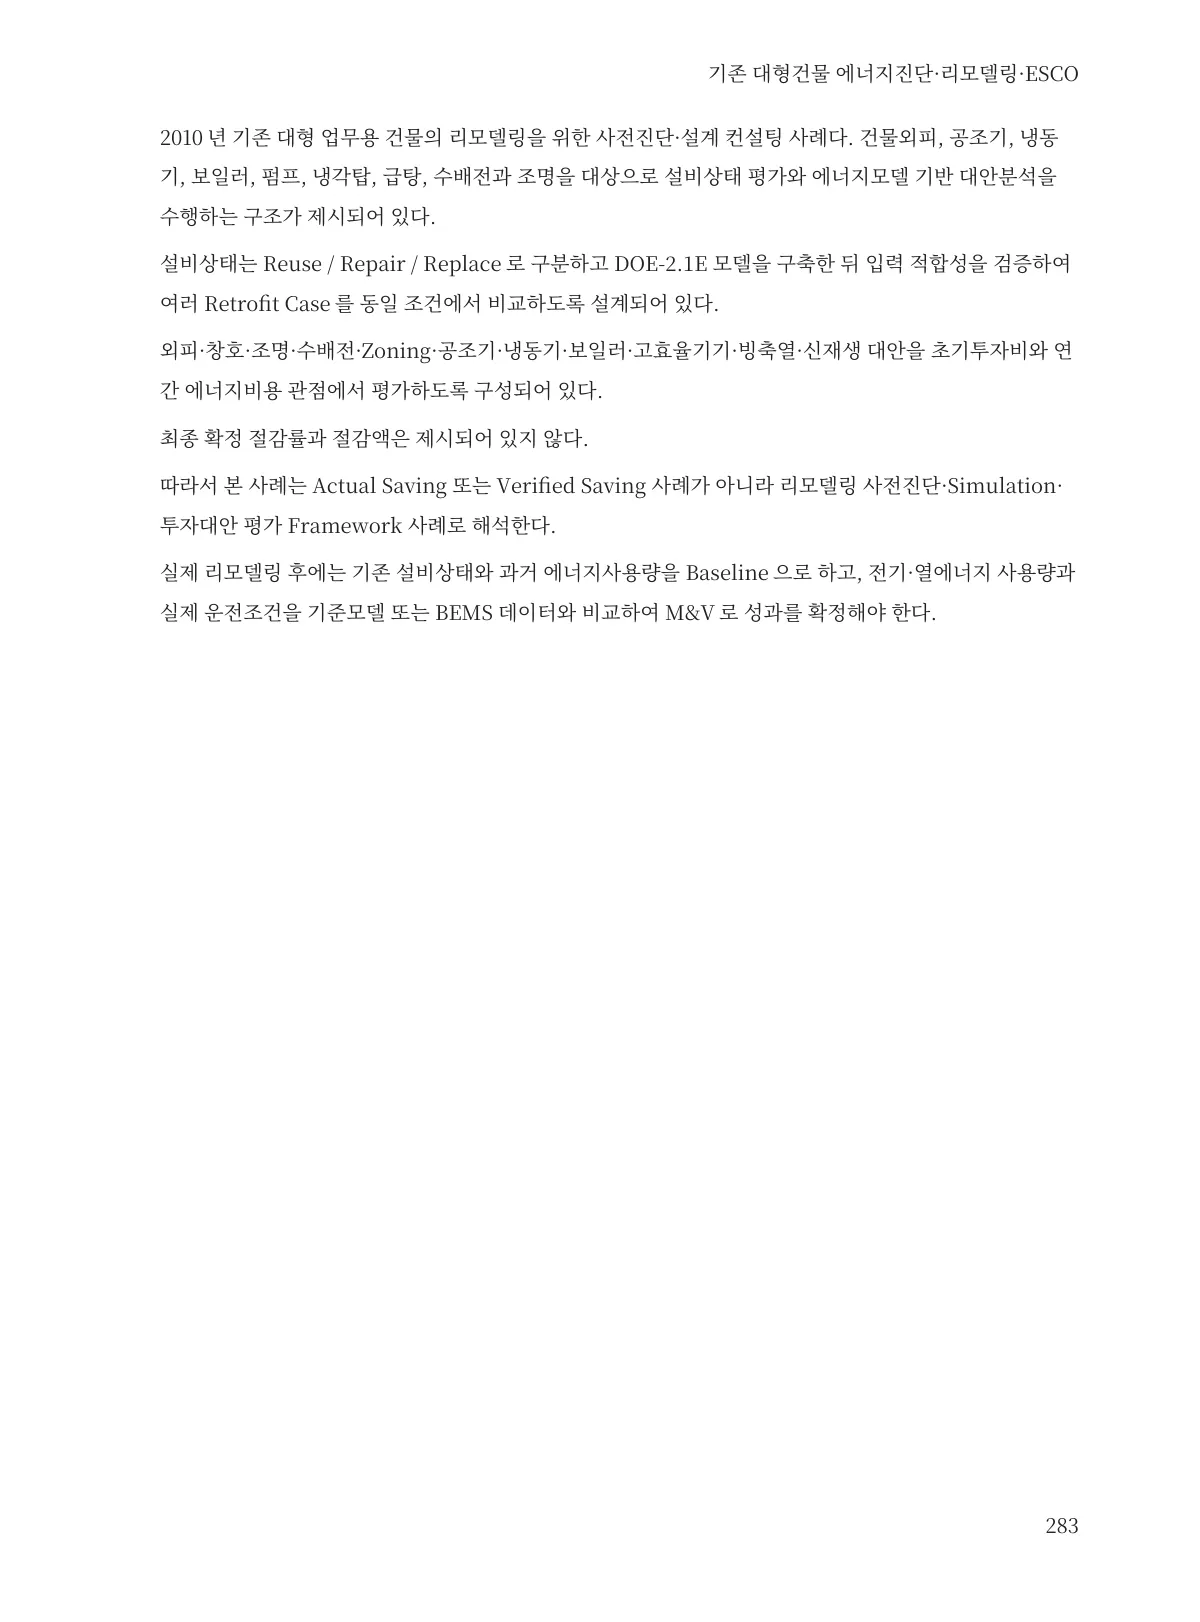 기존 대형건물 에너지진단·리모델링·ESCO
2010 년 기존 대형 업무용 건물의 리모델링을 위한 사전진단·설계 컨설팅 사례다. 건물외피, 공조기, 냉동
기, 보일러, 펌프, 냉각탑, 급탕, 수배전과 조명을 대상으로 설비상태 평가와 에너지모델 기반 대안분석을
수행하는 구조가 제시되어 있다.
설비상태는 Reuse / Repair / Replace 로 구분하고 DOE-2.1E 모델을 구축한 뒤 입력 적합성을 검증하여
여러 Retrofit Case 를 동일 조건에서 비교하도록 설계되어 있다.
외피·창호·조명·수배전·Zoning·공조기·냉동기·보일러·고효율기기·빙축열·신재생 대안을 초기투자비와 연
간 에너지비용 관점에서 평가하도록 구성되어 있다.
최종 확정 절감률과 절감액은 제시되어 있지 않다.
따라서 본 사례는 Actual Saving 또는 Verified Saving 사례가 아니라 리모델링 사전진단·Simulation·
투자대안 평가 Framework 사례로 해석한다.
실제 리모델링 후에는 기존 설비상태와 과거 에너지사용량을 Baseline 으로 하고, 전기·열에너지 사용량과
실제 운전조건을 기준모델 또는 BEMS 데이터와 비교하여 M&V 로 성과를 확정해야 한다.
283